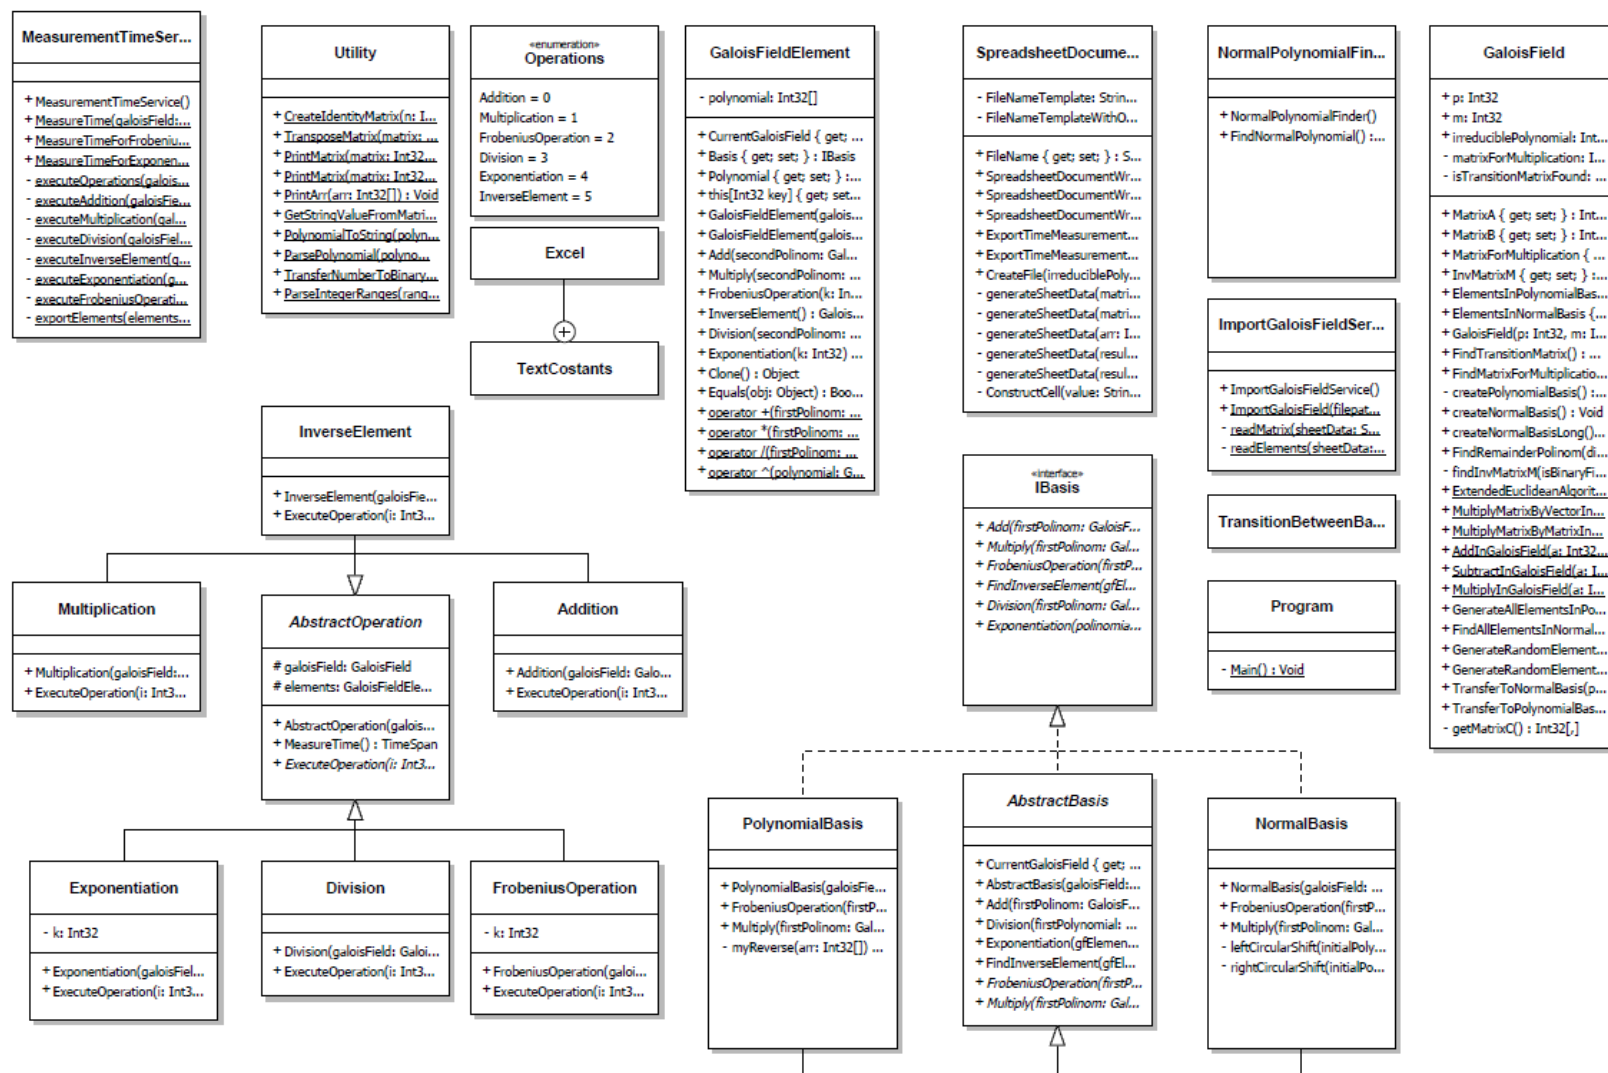 MeasurementTimeSer...
+ MeasurementTimeService()
+ MeasureTime(galoisField:...
+ MeasureTimeForFrobeniu...
+ MeasureTimeForExponen...
- executeOperations(galois...
- executeAddition(galoisFie...
- executeMultiplication(gal...
- executeDivision(galoisFiel...
- executeInverseElement(g...
- executeExponentiation(g...
- executeFrobeniusOperati...
- exportElements(elements...
Utility
+ CreateIdentityMatrix(n: I...
+ TransposeMatrix(matrix: ...
+ PrintMatrix(matrix: Int32...
+ PrintMatrix(matrix: Int32...
+ PrintArr(arr: Int32[]) : Void
+ GetStringValueFromMatri...
+ PolynomialToString(polyn...
+ ParsePolynomial(polyno...
+ TransferNumberToBinary...
+ ParseIntegerRanges(rang...
«enumeration»
Operations
Addition = 0
Multiplication = 1
FrobeniusOperation = 2
Division = 3
Exponentiation = 4
InverseElement = 5
Excel
TextCostants
GaloisFieldElement
- polynomial: Int32[]
+ CurrentGaloisField { get; ...
+ Basis { get; set; } : IBasis
+ Polynomial { get; set; } :...
+ this[Int32 key] { get; set...
+ GaloisFieldElement(galois...
+ GaloisFieldElement(galois...
+ Add(secondPolinom: Gal...
+ Multiply(secondPolinom: ...
+ FrobeniusOperation(k: In...
+ InverseElement() : Galois...
+ Division(secondPolinom: ...
+ Exponentiation(k: Int32) ...
+ Clone() : Object
+ Equals(obj: Object) : Boo...
+ operator +(firstPolinom: ...
+ operator *(firstPolinom: ...
+ operator /(firstPolinom: ...
+ operator ^(polynomial: G...
SpreadsheetDocume...
- FileNameTemplate: Strin...
- FileNameTemplateWithO...
+ FileName { get; set; } : S...
+ SpreadsheetDocumentWr...
+ SpreadsheetDocumentWr...
+ SpreadsheetDocumentWr...
+ ExportTimeMeasurement...
+ ExportTimeMeasurement...
+ CreateFile(irreduciblePoly...
- generateSheetData(matri...
- generateSheetData(matri...
- generateSheetData(arr: I...
- generateSheetData(resul...
- generateSheetData(resul...
- ConstructCell(value: Strin...
NormalPolynomialFin...
+ NormalPolynomialFinder()
+ FindNormalPolynomial() :...
ImportGaloisFieldSer...
+ ImportGaloisFieldService()
+ ImportGaloisField(filepat...
- readMatrix(sheetData: S...
- readElements(sheetData:...
TransitionBetweenBa...
Program
- Main() : Void
GaloisField
+ p: Int32
+ m: Int32
+ irreduciblePolynomial: Int...
- matrixForMultiplication: I...
- isTransitionMatrixFound: ...
+ MatrixA { get; set; } : Int...
+ MatrixB { get; set; } : Int...
+ MatrixForMultiplication { ...
+ InvMatrixM { get; set; } :...
+ ElementsInPolynomialBas...
+ ElementsInNormalBasis {...
+ GaloisField(p: Int32, m: I...
+ FindTransitionMatrix() : ...
+ FindMatrixForMultiplicatio...
- createPolynomialBasis() :...
+ createNormalBasis() : Void
+ createNormalBasisLong()...
+ FindRemainderPolinom(di...
- findInvMatrixM(isBinaryFi...
+ ExtendedEuclideanAlgorit...
+ MultiplyMatrixByVectorIn...
+ MultiplyMatrixByMatrixIn...
+ AddInGaloisField(a: Int32...
+ SubtractInGaloisField(a: I...
+ MultiplyInGaloisField(a: I...
+ GenerateAllElementsInPo...
+ FindAllElementsInNormal...
+ GenerateRandomElement...
+ GenerateRandomElement...
+ TransferToNormalBasis(p...
+ TransferToPolynomialBas...
- getMatrixC() : Int32[,]
InverseElement
+ InverseElement(galoisFie...
+ ExecuteOperation(i: Int3...
Multiplication
+ Multiplication(galoisField:...
+ ExecuteOperation(i: Int3...
AbstractOperation
# galoisField: GaloisField
# elements: GaloisFieldEle...
+ AbstractOperation(galois...
+ MeasureTime() : TimeSpan
+ ExecuteOperation(i: Int3...
Addition
+ Addition(galoisField: Galo...
+ ExecuteOperation(i: Int3...
«interface»
IBasis
+ Add(firstPolinom: GaloisF...
+ Multiply(firstPolinom: Gal...
+ FrobeniusOperation(firstP...
+ FindInverseElement(gfEl...
+ Division(firstPolinom: Gal...
+ Exponentiation(polinomia...
Exponentiation
- k: Int32
+ Exponentiation(galoisFiel...
+ ExecuteOperation(i: Int3...
Division
+ Division(galoisField: Galoi...
+ ExecuteOperation(i: Int3...
FrobeniusOperation
- k: Int32
+ FrobeniusOperation(galoi...
+ ExecuteOperation(i: Int3...
PolynomialBasis
+ PolynomialBasis(galoisFie...
+ FrobeniusOperation(firstP...
+ Multiply(firstPolinom: Gal...
- myReverse(arr: Int32[]) ...
AbstractBasis
+ CurrentGaloisField { get; ...
+ AbstractBasis(galoisField:...
+ Add(firstPolinom: GaloisF...
+ Division(firstPolynomial: ...
+ Exponentiation(gfElemen...
+ FindInverseElement(gfEl...
+ FrobeniusOperation(firstP...
+ Multiply(firstPolinom: Gal...
NormalBasis
+ NormalBasis(galoisField: ...
+ FrobeniusOperation(firstP...
+ Multiply(firstPolinom: Gal...
- leftCircularShift(initialPoly...
- rightCircularShift(initialPo...